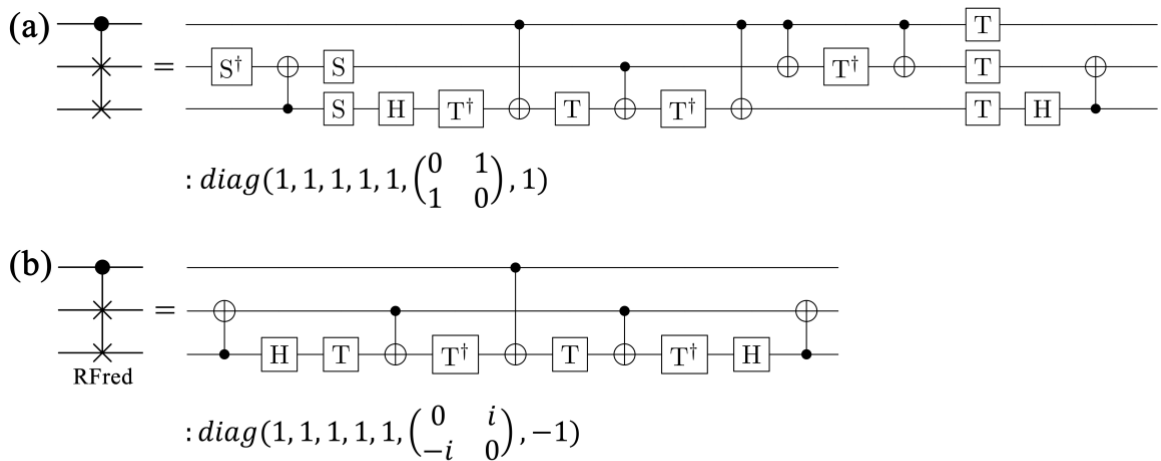 (a)
T
= S† S T† T
S H T† T T† T H
: diag(1, 1, 1, 1, 1, (0 1
1 0), 1)
(b)
=
H T T† T T† H
RFred
: diag(1, 1, 1, 1, 1, (0 i
−i 0), −1)